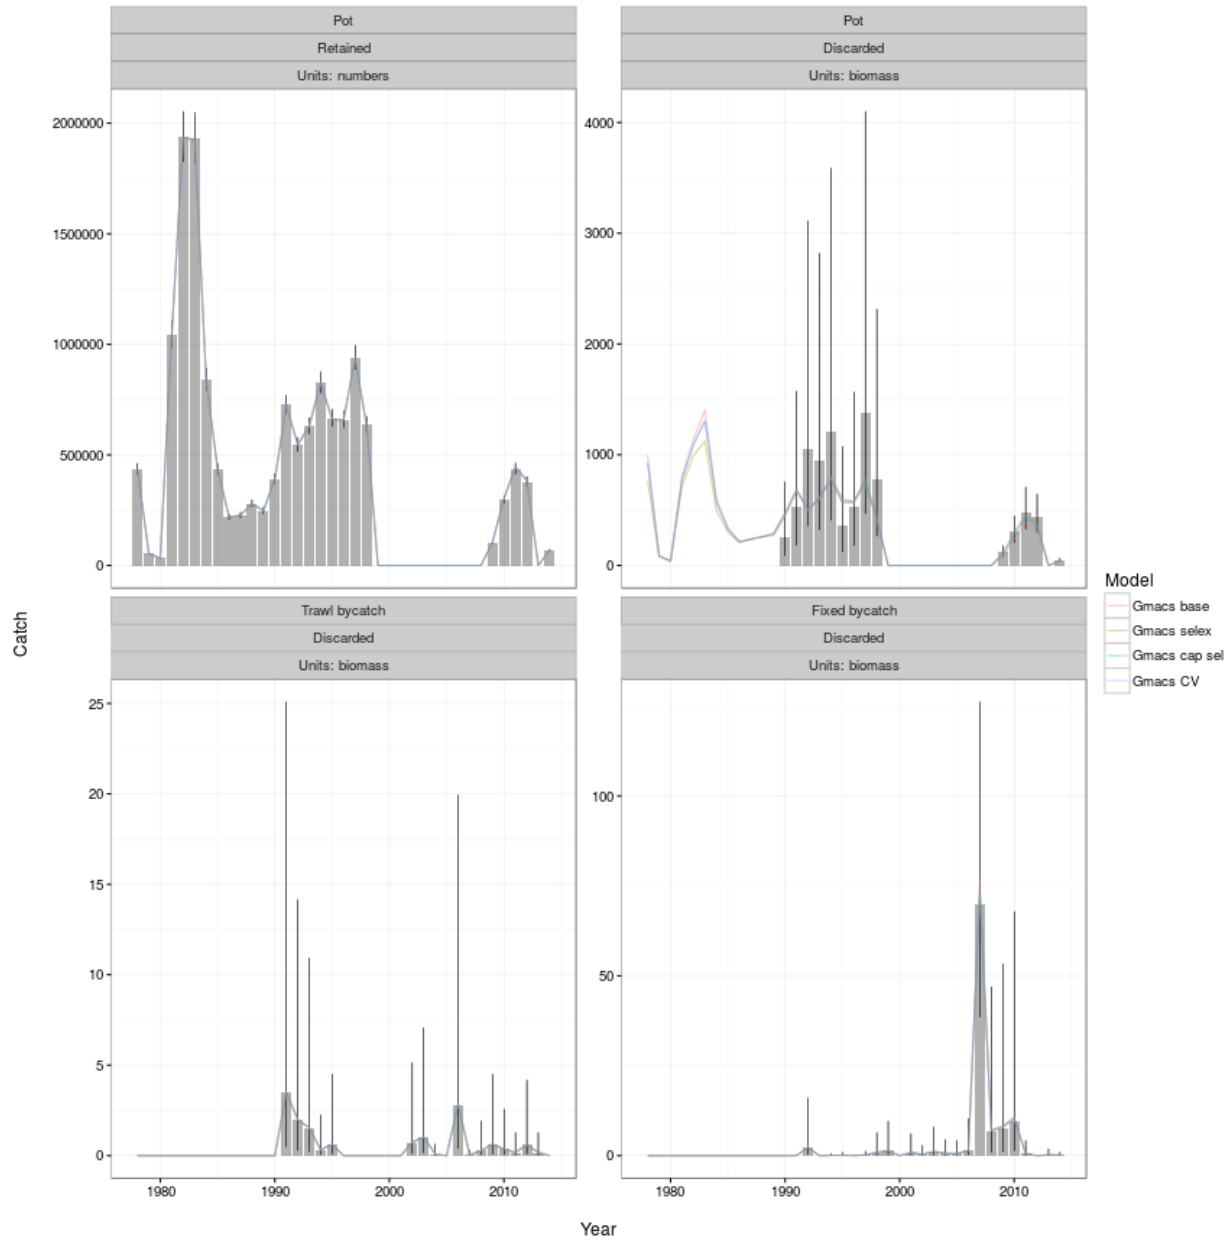 Pot
Retained
Units: numbers
Pot
Discarded
Units: biomass
2000000
1500000
1000000
500000
0
4000
3000
2000
1000
0
Catch
Trawl bycatch
Discarded
Units: biomass
Fixed bycatch
Discarded
Units: biomass
25
20
15
10
5
0
100
50
0
1980 1990 2000 2010
1980 1990 2000 2010
Year
Model
Gmacs base
Gmacs selex
Gmacs cap sel
Gmacs CV